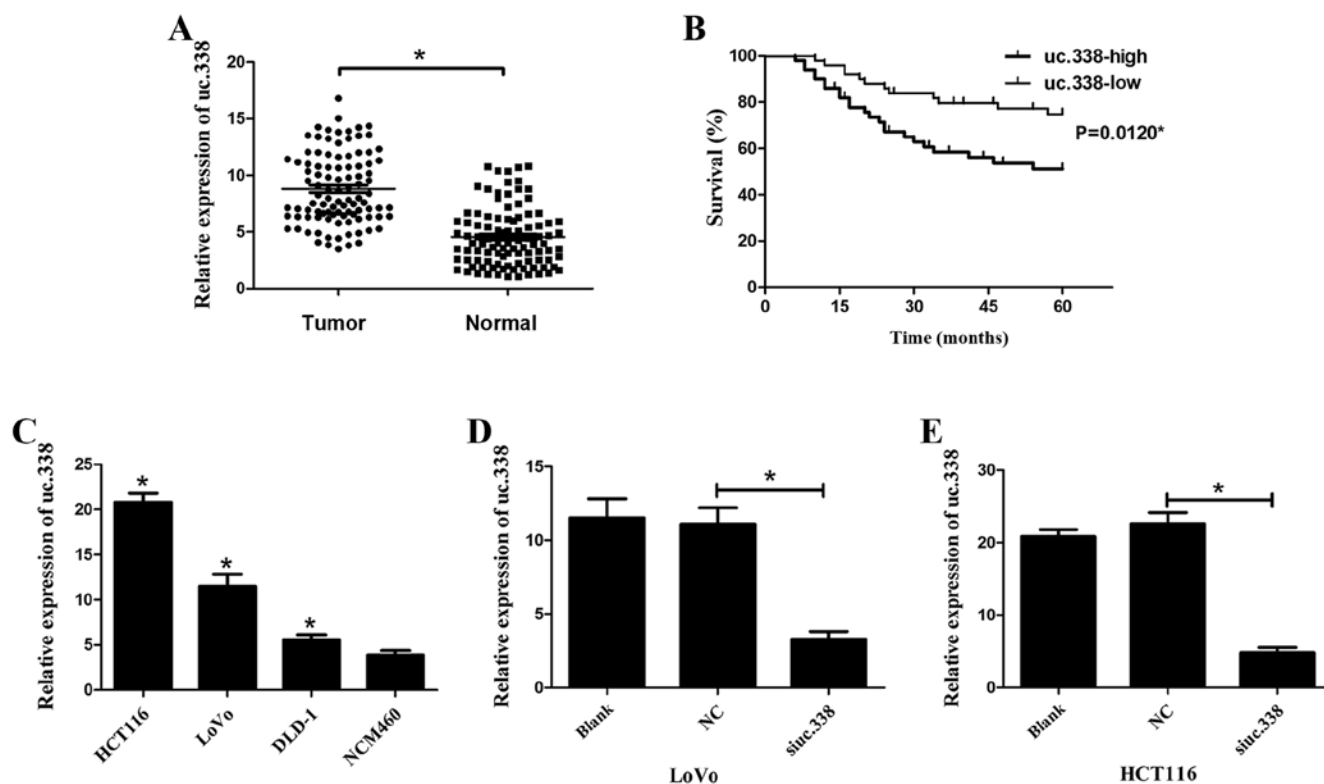 A
Relative expression of uc.338
20
15
10
5
0
*
Tumor
Normal
B
Survival (%)
100
80
60
40
20
0
0
15
30
45
60
Time (months)
uc.338-high
uc.338-low
P=0.0120*
C
Relative expression of uc.338
25
20
15
10
5
0
*
*
*
HCT116
LoVo
DLD-1
NCM460
D
Relative expression of uc.338
15
10
5
0
*
Blank
NC
siuc.338
LoVo
E
Relative expression of uc.338
30
20
10
0
*
Blank
NC
siuc.338
HCT116